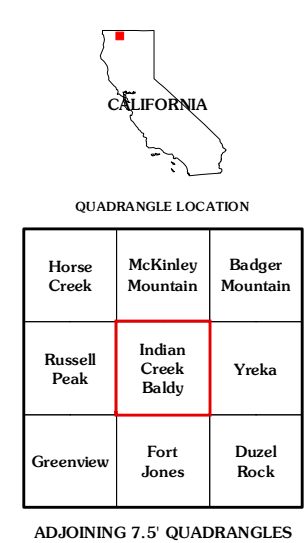 CALIFORNIA
QUADRANGLE LOCATION
Horse
Creek
McKinley
Mountain
Badger
Mountain
Russell
Peak
Indian
Creek
Baldy
Yreka
Greenview
Fort
Jones
Duzel
Rock
ADJOINING 7.5' QUADRANGLES